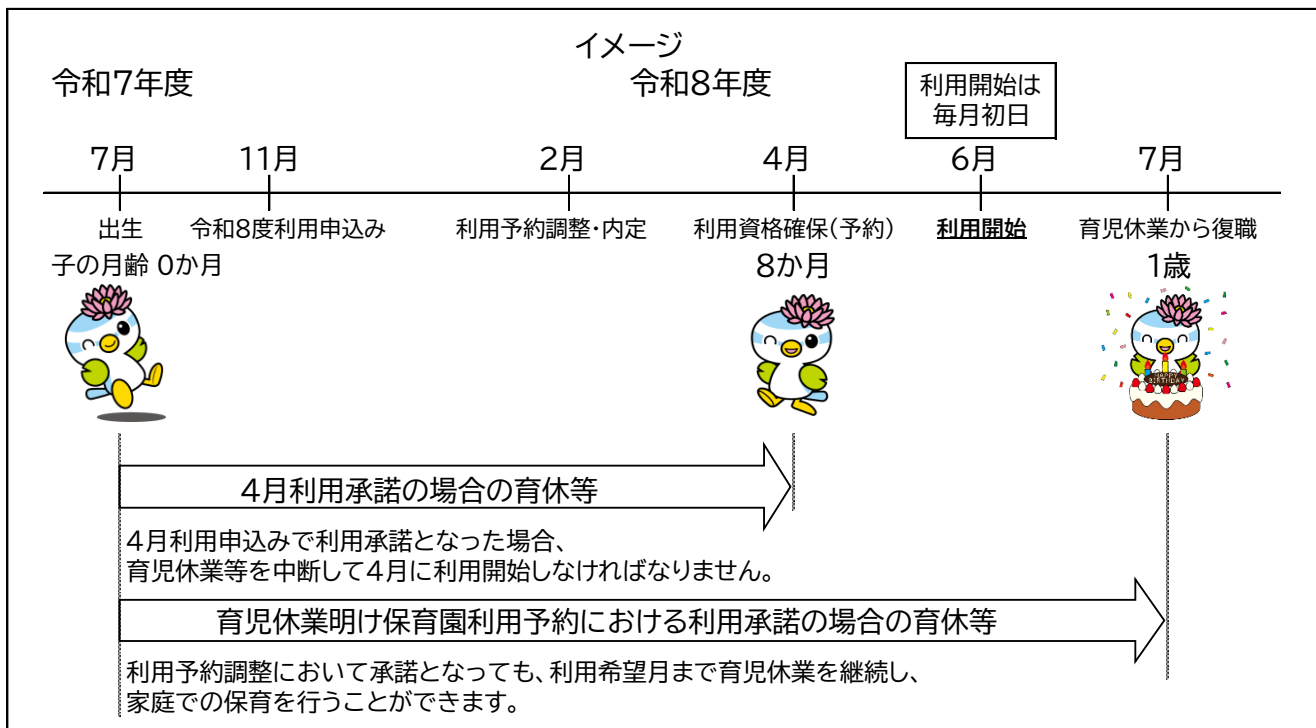 イメージ
令和7年度
令和8年度
利用開始は
毎月初日
7月
11月
2月
4月
6月
7月
出生
令和8度利用申込み
利用予約調整・内定
利用資格確保(予約)
利用開始
育児休業から復職
子の月齢 0か月
8か月
1歳
HAPPY
BIRTHDAY
4月利用承諾の場合の育休等
4月利用申込みで利用承諾となった場合、
育児休業等を中断して4月に利用開始しなければなりません。
育児休業明け保育園利用予約における利用承諾の場合の育休等
利用予約調整において承諾となっても、利用希望月まで育児休業を継続し、
家庭での保育を行うことができます。